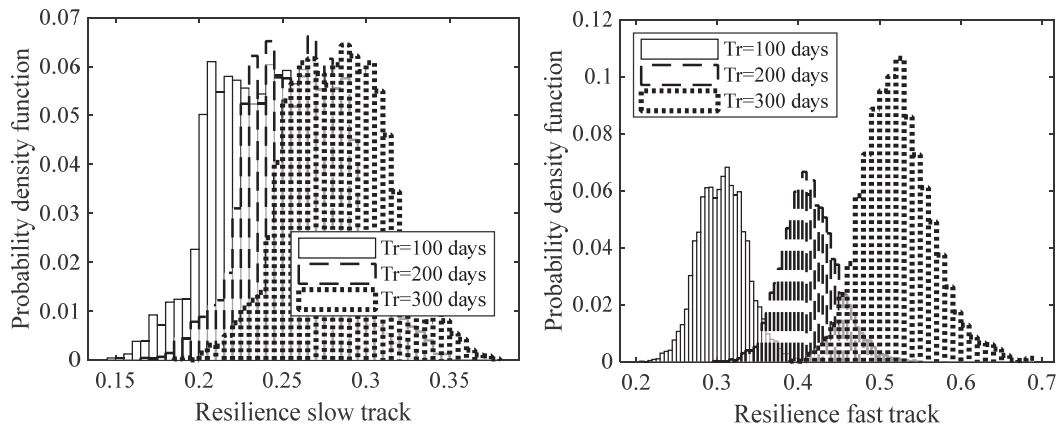 Probability density function
0.07
0.06
0.05
0.04
0.03
0.02
0.01
0
0.15
0.2
0.25
0.3
0.35
Resilience slow track
Tr=100 days
Tr=200 days
Tr=300 days
Probability density function
0.12
0.1
0.08
0.06
0.04
0.02
0
0.2
0.3
0.4
0.5
0.6
0.7
Resilience fast track
Tr=100 days
Tr=200 days
Tr=300 days